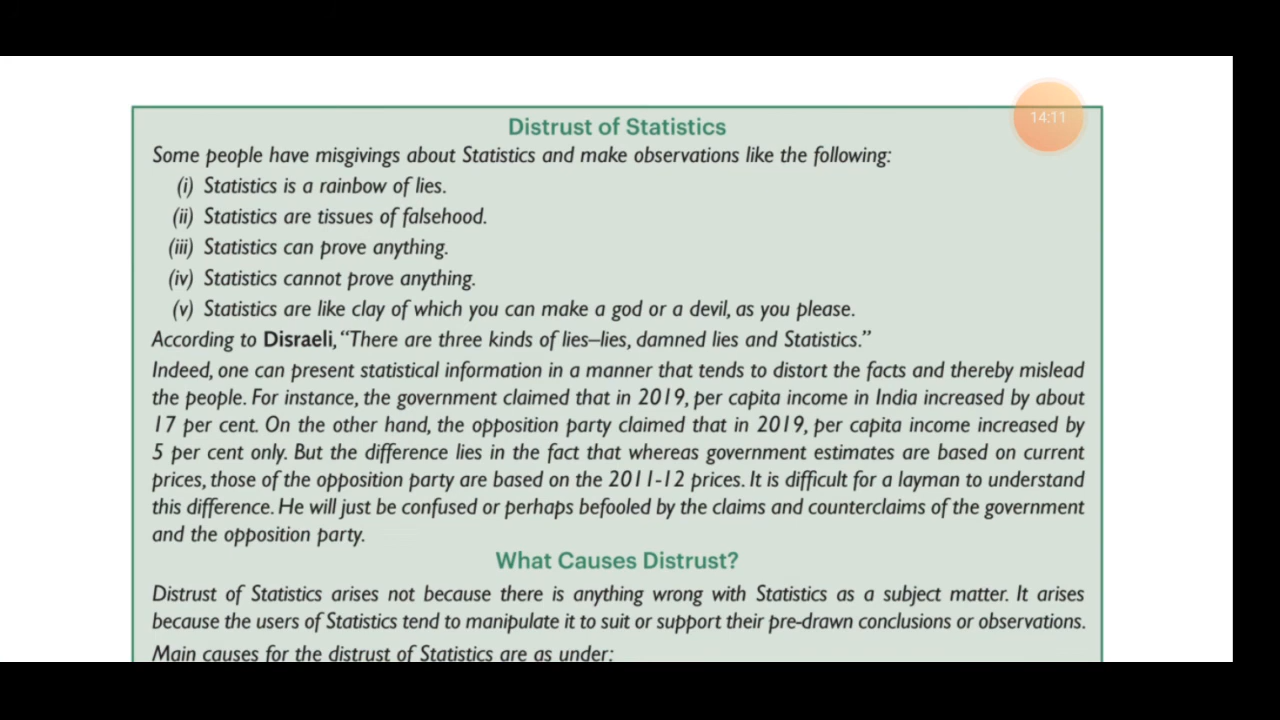 14:11
Distrust of Statistics
Some people have misgivings about Statistics and make observations like the following:
(i) Statistics is a rainbow of lies.
(ii) Statistics are tissues of falsehood.
(iii) Statistics can prove anything.
(iv) Statistics cannot prove anything.
(v) Statistics are like clay of which you can make a god or a devil, as you please.
According to Disraeli, “There are three kinds of lies–lies, damned lies and Statistics.”
Indeed, one can present statistical information in a manner that tends to distort the facts and thereby mislead
the people. For instance, the government claimed that in 2019, per capita income in India increased by about
17 per cent. On the other hand, the opposition party claimed that in 2019, per capita income increased by
5 per cent only. But the difference lies in the fact that whereas government estimates are based on current
prices, those of the opposition party are based on the 2011-12 prices. It is difficult for a layman to understand
this difference. He will just be confused or perhaps befooled by the claims and counterclaims of the government
and the opposition party.
What Causes Distrust?
Distrust of Statistics arises not because there is anything wrong with Statistics as a subject matter. It arises
because the users of Statistics tend to manipulate it to suit or support their pre-drawn conclusions or observations.
Main causes for the distrust of Statistics are as under: